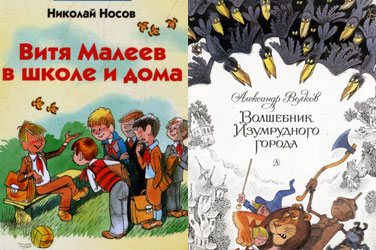 Николай Носов
Витя Малеев
в школе и дома
Александр Волков
Волшебник
Изумрудного
города